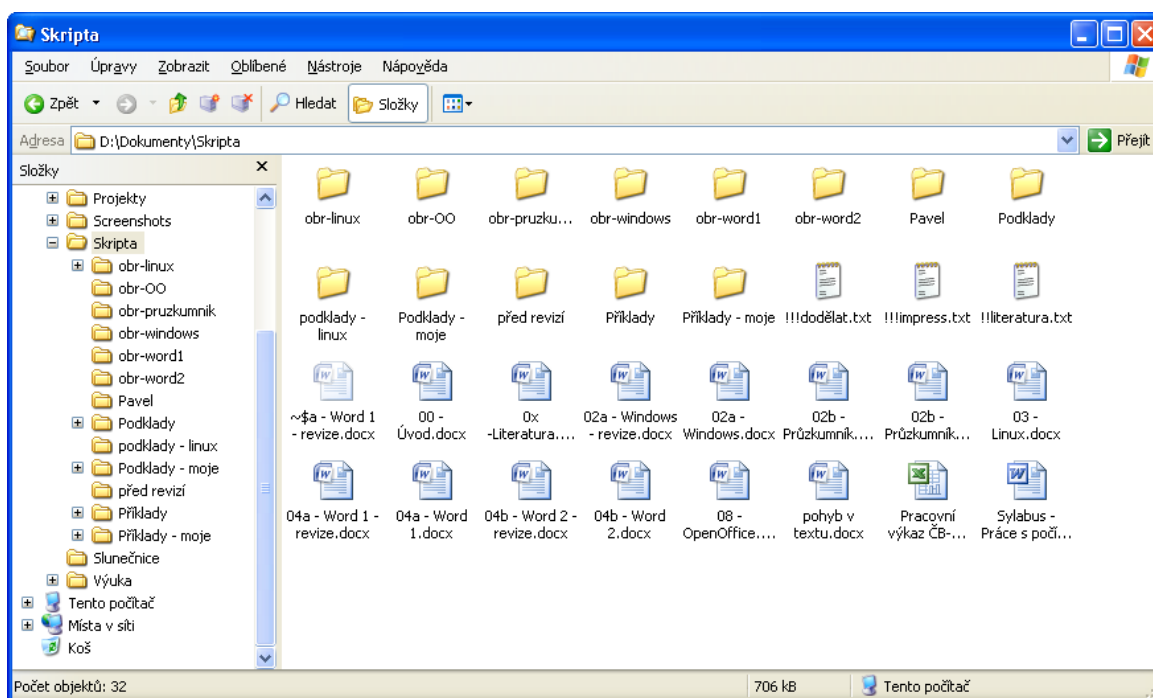 Skripta
Soubor Úpravy Zobrazit Oblíbené Nástroje Nápověda
Zpět Hledat Složky
Adresa D:\Dokumenty\Skripta Přejít
Složky
Projekty
Screenshots
Skripta
obr-linux
obr-OO
obr-pruzkumnik
obr-windows
obr-word1
obr-word2
Pavel
Podklady
podklady - linux
Podklady - moje
před revizí
Příklady
Příklady - moje
Slunečnice
Výuka
Tento počítač
Místa v síti
Koš
obr-linux obr-OO obr-pruzku... obr-windows obr-word1 obr-word2 Pavel Podklady
podklady - Podklady - před revizí Příklady Příklady - moje !!!dodělat.txt !!!impress.txt !!literatura.txt
linux moje
~$a - Word 1 00 - 0x 02a - Windows 02a - 02b - 02b - 03 -
- revize.docx Úvod.docx -Literatura.... - revize.docx Windows.docx Průzkumník.... Průzkumník... Linux.docx
04a - Word 1 - 04a - Word 04b - Word 2 - 04b - Word 08 - pohyb v Pracovní Sylabus -
revize.docx 1.docx revize.docx 2.docx OpenOffice.... textu.docx výkaz ČB-... Práce s počí...
Počet objektů: 32 706 kB Tento počítač